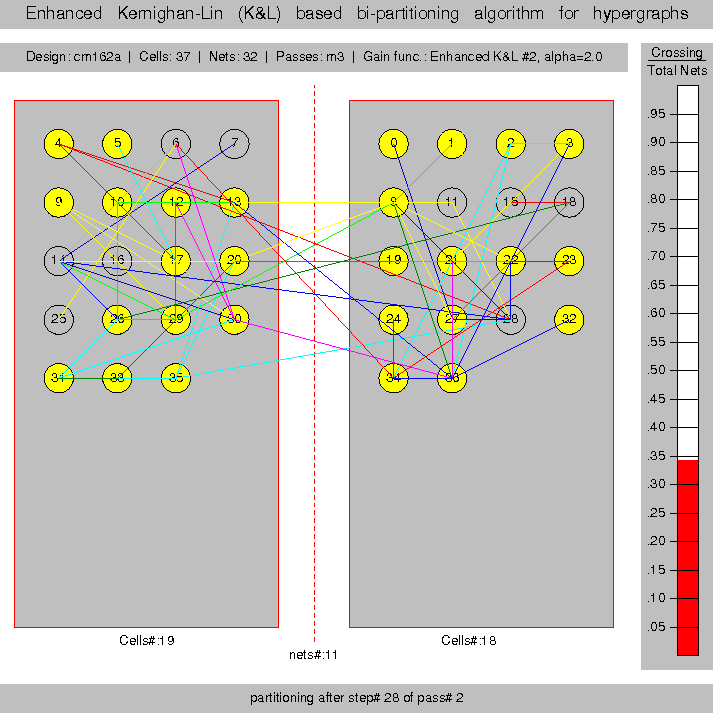 Enhanced Kernighan-Lin (K&L) based bi-partitioning algorithm for hypergraphs
Design: cm162a | Cells: 37 | Nets: 32 | Passes: m3 | Gain func.: Enhanced K&L #2, alpha=2.0
Crossing
Total Nets
.95
.90
.85
.80
.75
.70
.65
.60
.55
.50
.45
.40
.35
.30
.25
.20
.15
.10
.05
4 5 6 7
9 10 12 13
14 16 17 20
25 26 29 30
31 33 35
0 1 2 3
8 11 15 18
19 21 22 23
24 27 28 32
34 36
Cells#:19
Cells#:18
nets#:11
partitioning after step# 28 of pass# 2